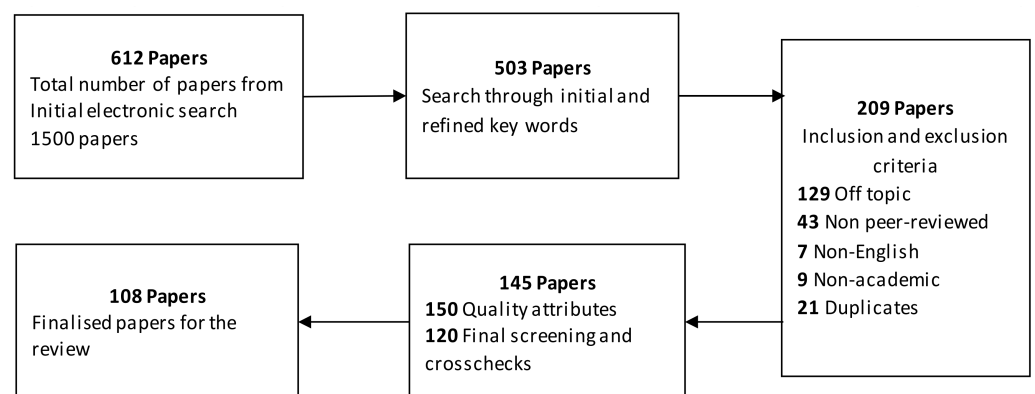 612 Papers
Total number of papers from
Initial electronic search
1500 papers
503 Papers
Search through initial and
refined key words
209 Papers
Inclusion and exclusion
criteria
129 Off topic
43 Non peer-reviewed
7 Non-English
9 Non-academic
21 Duplicates
145 Papers
150 Quality attributes
120 Final screening and
crosschecks
108 Papers
Finalised papers for the
review